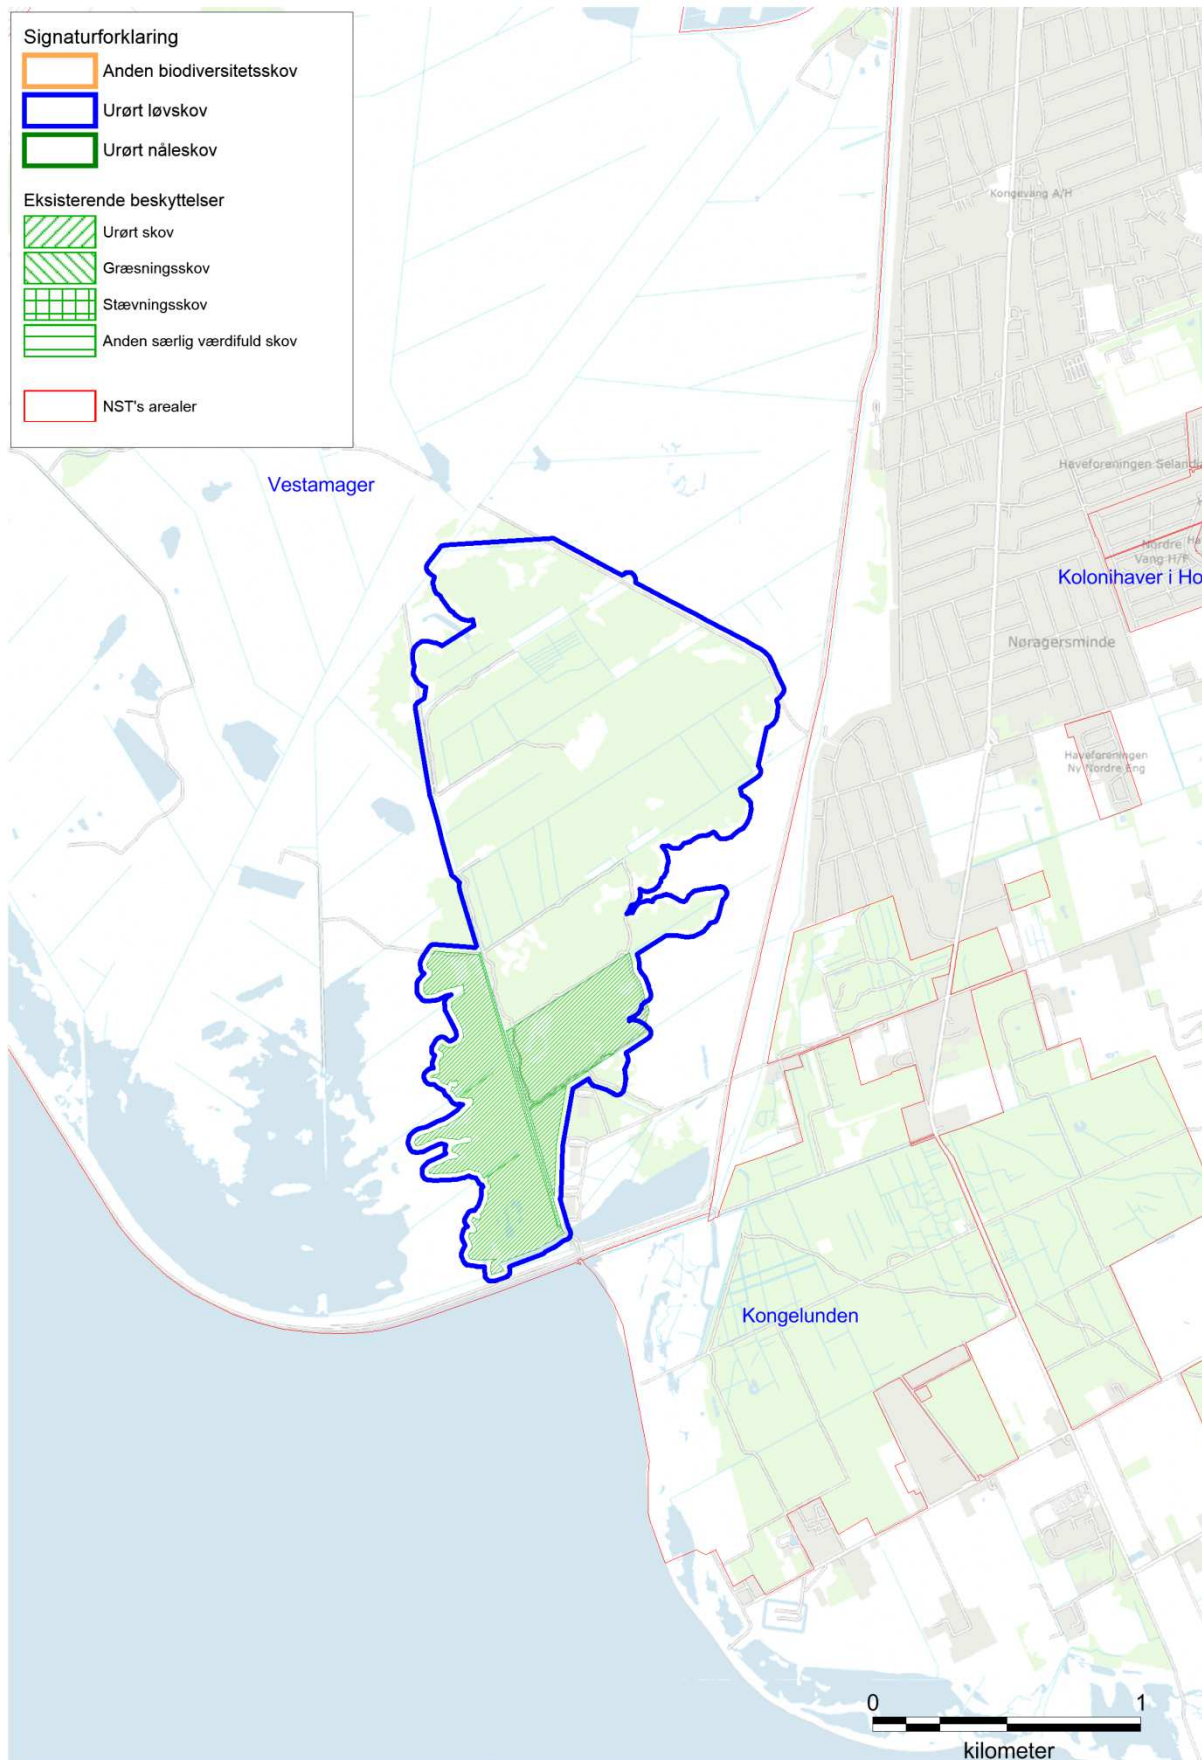 Signaturforklaring
Anden biodiversitetsskov
Urørt løvskov
Urørt nåleskov
Eksisterende beskyttelser
Urørt skov
Græsningsskov
Stævningsskov
Anden særlig værdifuld skov
NST's arealer
Kongevang A/H
Vestamager
Haveforeningen Selandia
Nordre
Vang H/F
Kolonihaver i Ho
Nøragersminde
Haveforeningen
Ny Nordre Eng
Kongelunden
0 1
kilometer